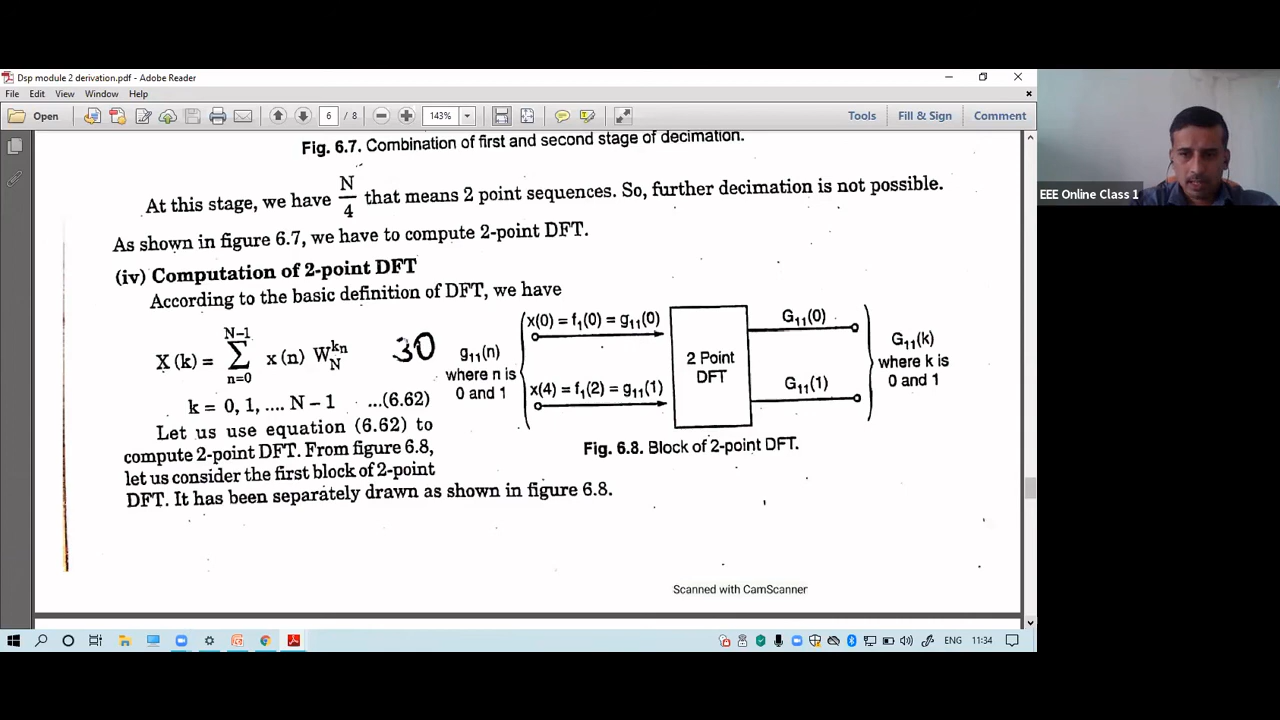 Dsp module 2 derivation.pdf - Adobe Reader
File Edit View Window Help
Open 6 / 8 143% Tools Fill & Sign Comment
Fig. 6.7. Combination of first and second stage of decimation.
At this stage, we have N/4 that means 2 point sequences. So, further decimation is not possible.
As shown in figure 6.7, we have to compute 2-point DFT.
(iv) Computation of 2-point DFT
According to the basic definition of DFT, we have
X (k) = N–1 Σ n=0 x (n) W_N^kn
30
k = 0, 1, .... N – 1 ...(6.62)
Let us use equation (6.62) to
compute 2-point DFT. From figure 6.8,
let us consider the first block of 2-point
DFT. It has been separately drawn as shown in figure 6.8.
g₁₁(n)
where n is
0 and 1
x(0) = f₁(0) = g₁₁(0)
x(4) = f₁(2) = g₁₁(1)
2 Point
DFT
G₁₁(0)
G₁₁(1)
G₁₁(k)
where k is
0 and 1
Fig. 6.8. Block of 2-point DFT.
Scanned with CamScanner
EEE Online Class 1
ENG 11:34